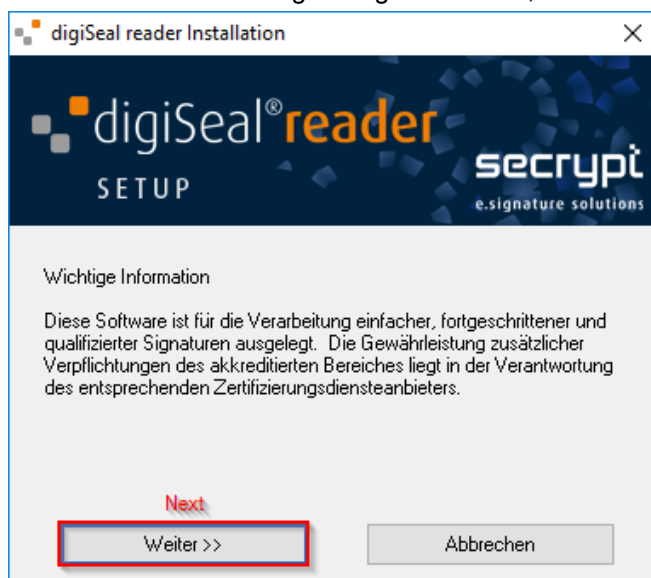 digiSeal reader Installation
digiSeal®reader
SETUP
secrypt
e.signature solutions
Wichtige Information
Diese Software ist für die Verarbeitung einfacher, fortgeschrittener und
qualifizierter Signaturen ausgelegt. Die Gewährleistung zusätzlicher
Verpflichtungen des akkreditierten Bereiches liegt in der Verantwortung
des entsprechenden Zertifizierungsdiensteanbieters.
Next
Weiter >>
Abbrechen